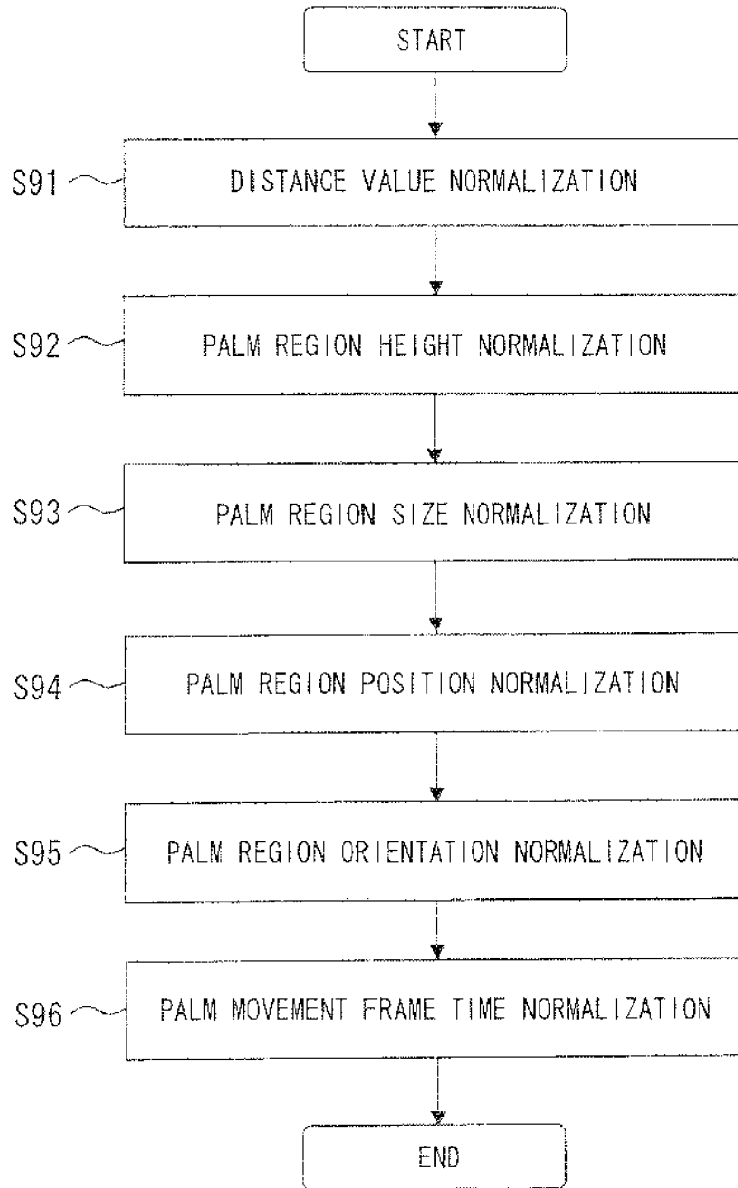 START
S91 DISTANCE VALUE NORMALIZATION
S92 PALM REGION HEIGHT NORMALIZATION
S93 PALM REGION SIZE NORMALIZATION
S94 PALM REGION POSITION NORMALIZATION
S95 PALM REGION ORIENTATION NORMALIZATION
S96 PALM MOVEMENT FRAME TIME NORMALIZATION
END